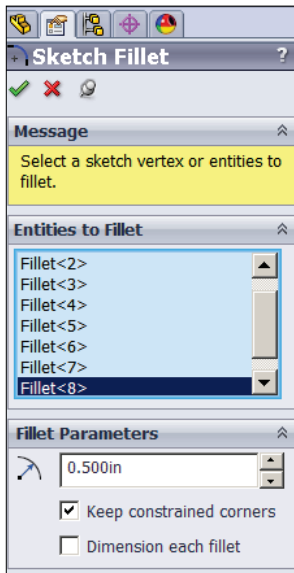 Sketch Fillet ?
Message
Select a sketch vertex or entities to
fillet.
Entities to Fillet
Fillet<2>
Fillet<3>
Fillet<4>
Fillet<5>
Fillet<6>
Fillet<7>
Fillet<8>
Fillet Parameters
0.500in
Keep constrained corners
Dimension each fillet